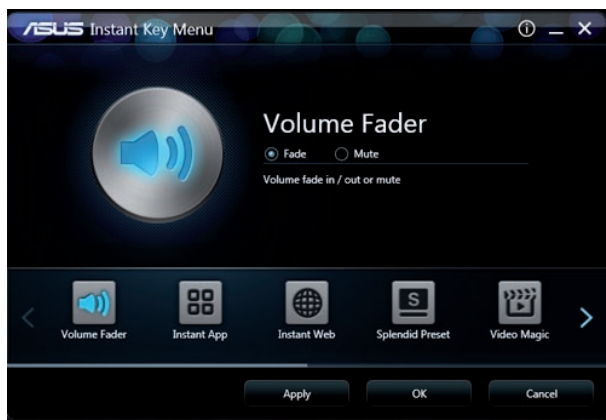 ASUS Instant Key Menu
Volume Fader
Fade Mute
Volume fade in / out or mute
S
Volume Fader Instant App Instant Web Splendid Preset Video Magic
Apply OK Cancel